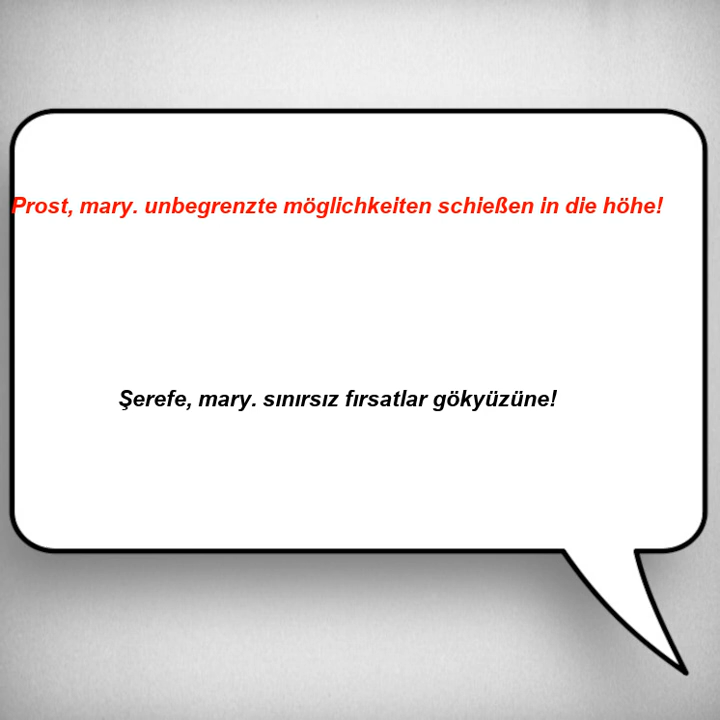 Prost, mary. unbegrenzte möglichkeiten schießen in die höhe!
Şerefe, mary. sınırsız fırsatlar gökyüzüne!